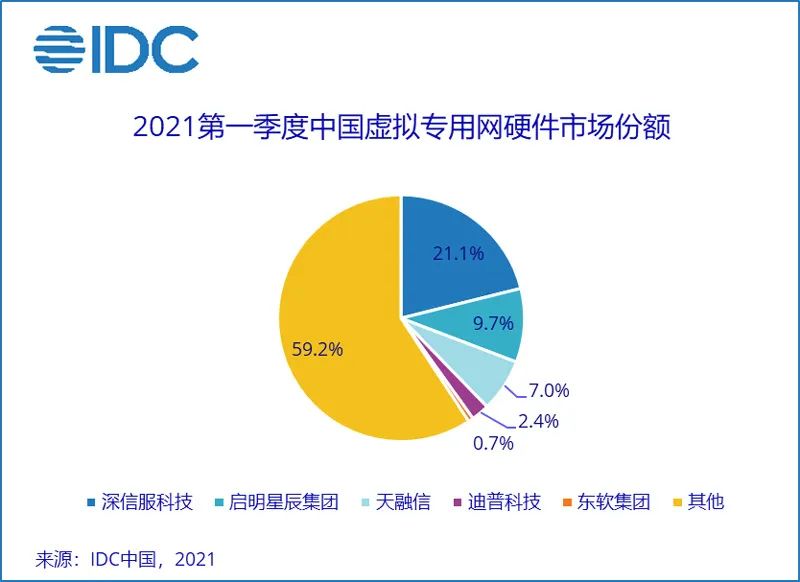 IDC
2021第一季度中国虚拟专用网硬件市场份额
21.1%
9.7%
59.2%
7.0%
2.4%
0.7%
深信服科技 启明星辰集团 天融信 迪普科技 东软集团 其他
来源：IDC中国，2021